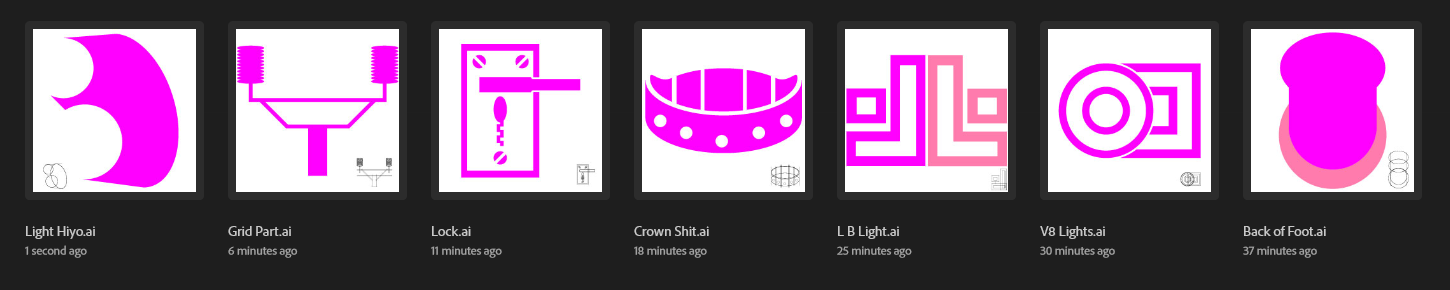 Light Hiyo.ai
1 second ago
Grid Part.ai
6 minutes ago
Lock.ai
11 minutes ago
Crown Shit.ai
18 minutes ago
L B Light.ai
25 minutes ago
V8 Lights.ai
30 minutes ago
Back of Foot.ai
37 minutes ago